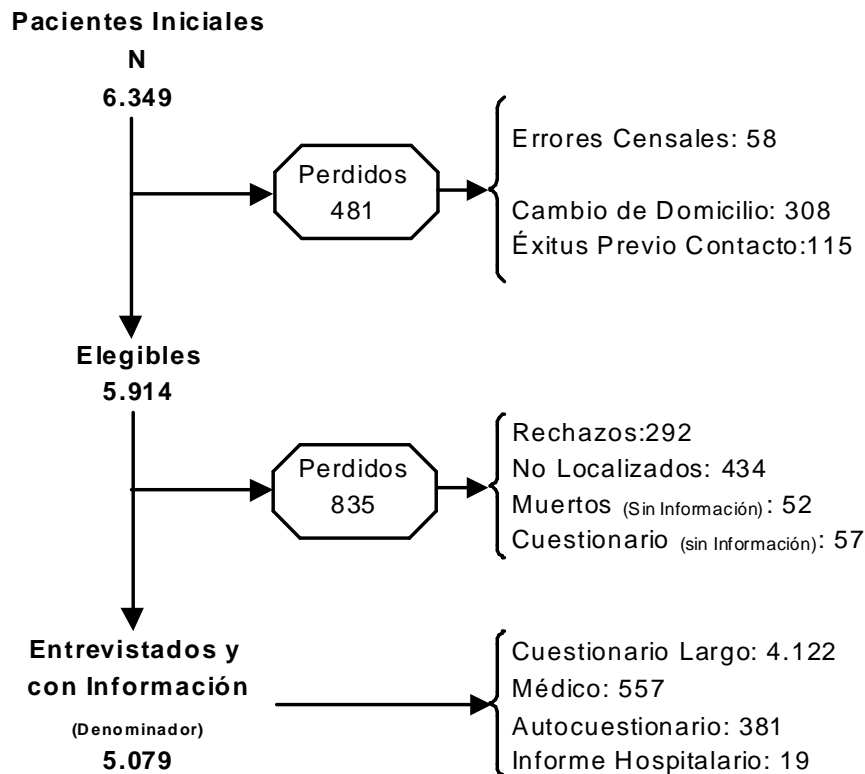 Pacientes Iniciales
N
6.349
Perdidos
481
Errores Censales: 58
Cambio de Domicilio: 308
Éxitus Previo Contacto:115
Elegibles
5.914
Perdidos
835
Rechazos:292
No Localizados: 434
Muertos (Sin Información): 52
Cuestionario (sin Información): 57
Entrevistados y
con Información
(Denominador)
5.079
Cuestionario Largo: 4.122
Médico: 557
Autocuestionario: 381
Informe Hospitalario: 19